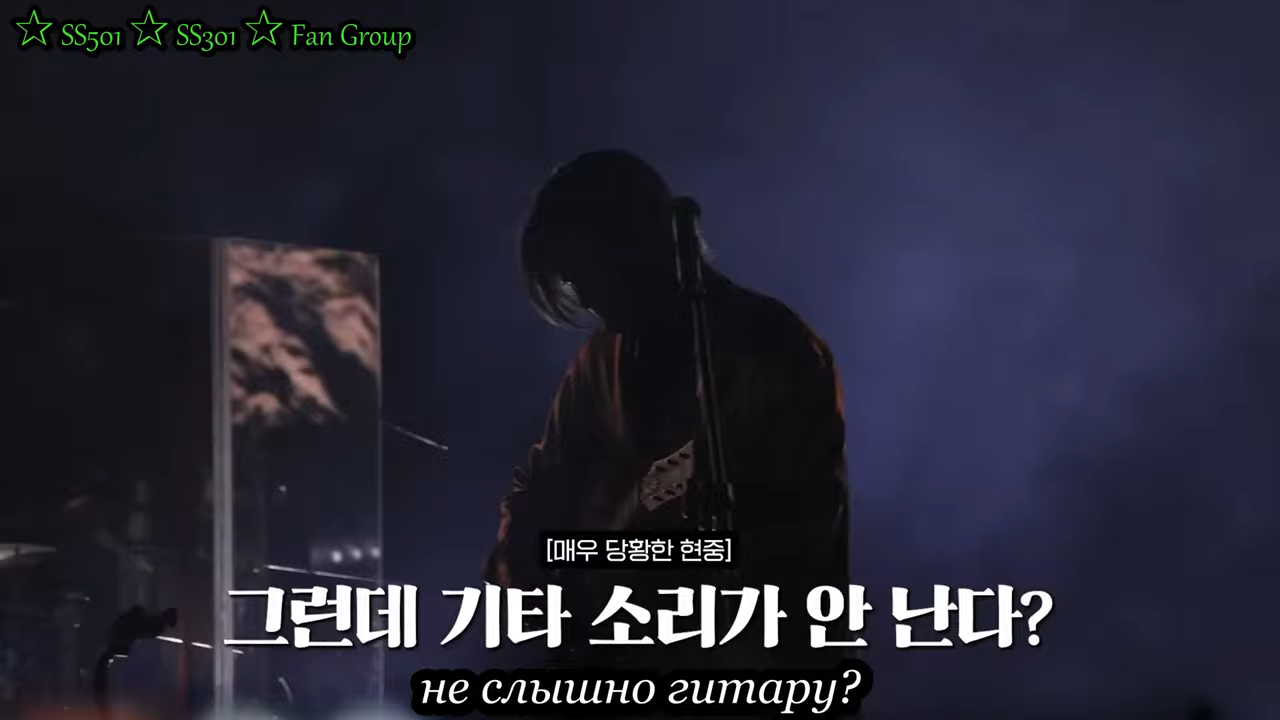 ☆ SS501 ☆ SS301 ☆ Fan Group
[매우 당황한 현중]
그런데 기타 소리가 안 난다?
не слышно гитару?